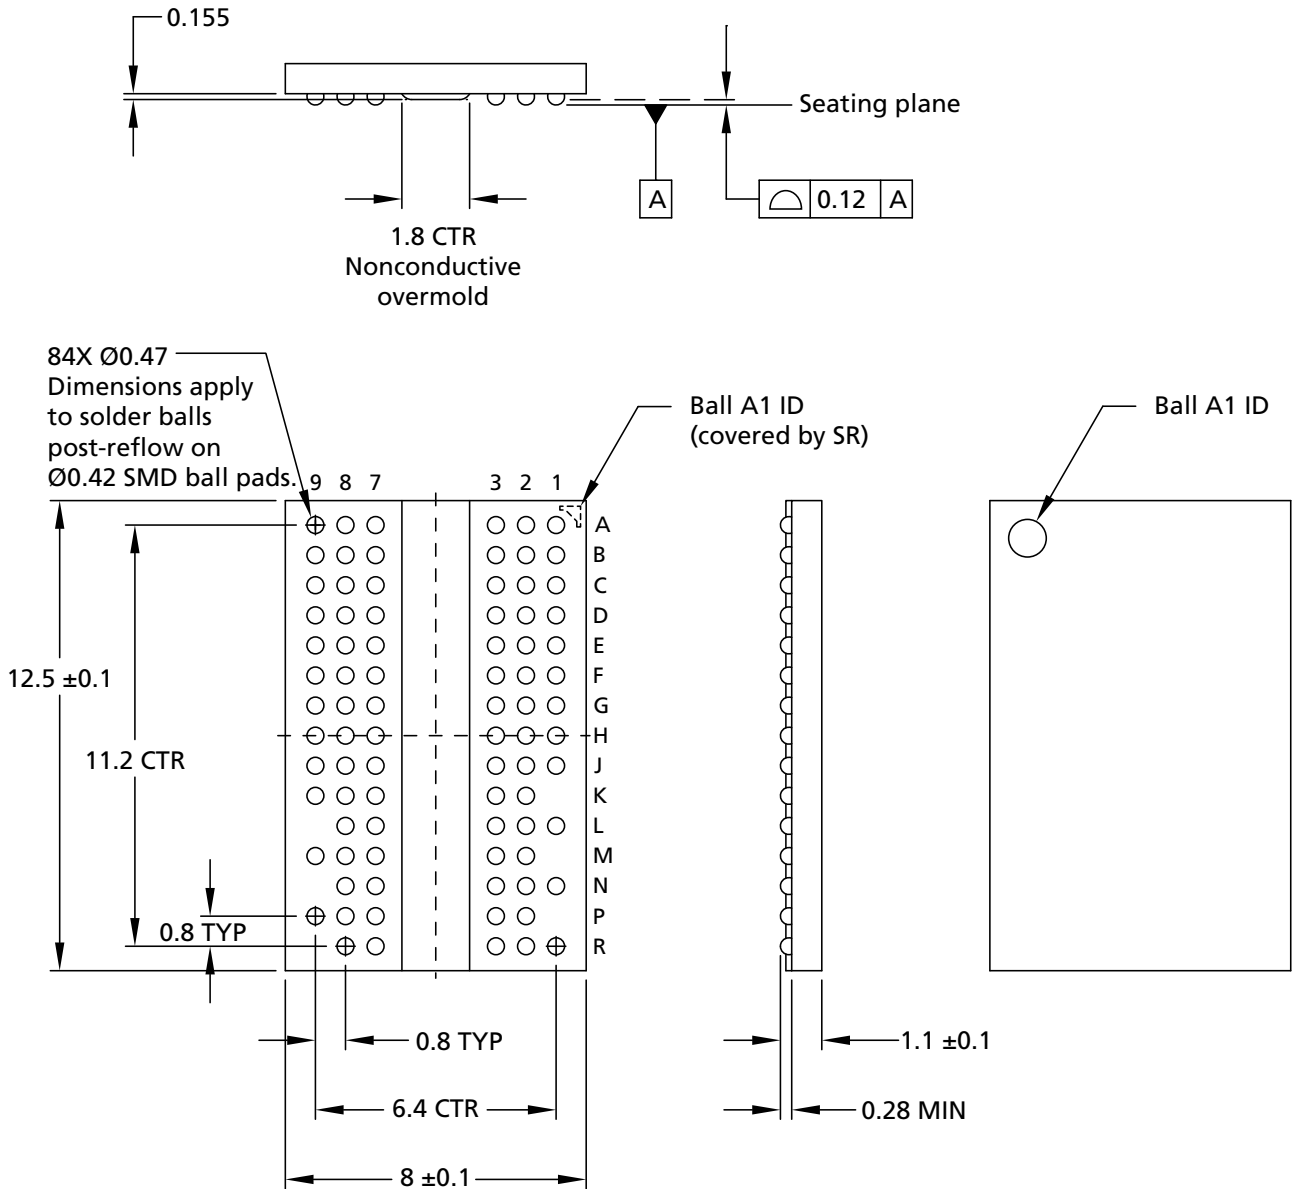 0.155
Seating plane
A
0.12 A
1.8 CTR
Nonconductive
overmold
84X Ø0.47
Dimensions apply
to solder balls
post-reflow on
Ø0.42 SMD ball pads.
Ball A1 ID
(covered by SR)
Ball A1 ID
9 8 7 3 2 1
A
B
C
D
E
F
G
H
J
K
L
M
N
P
R
12.5 ±0.1
11.2 CTR
0.8 TYP
0.8 TYP
1.1 ±0.1
6.4 CTR
0.28 MIN
8 ±0.1